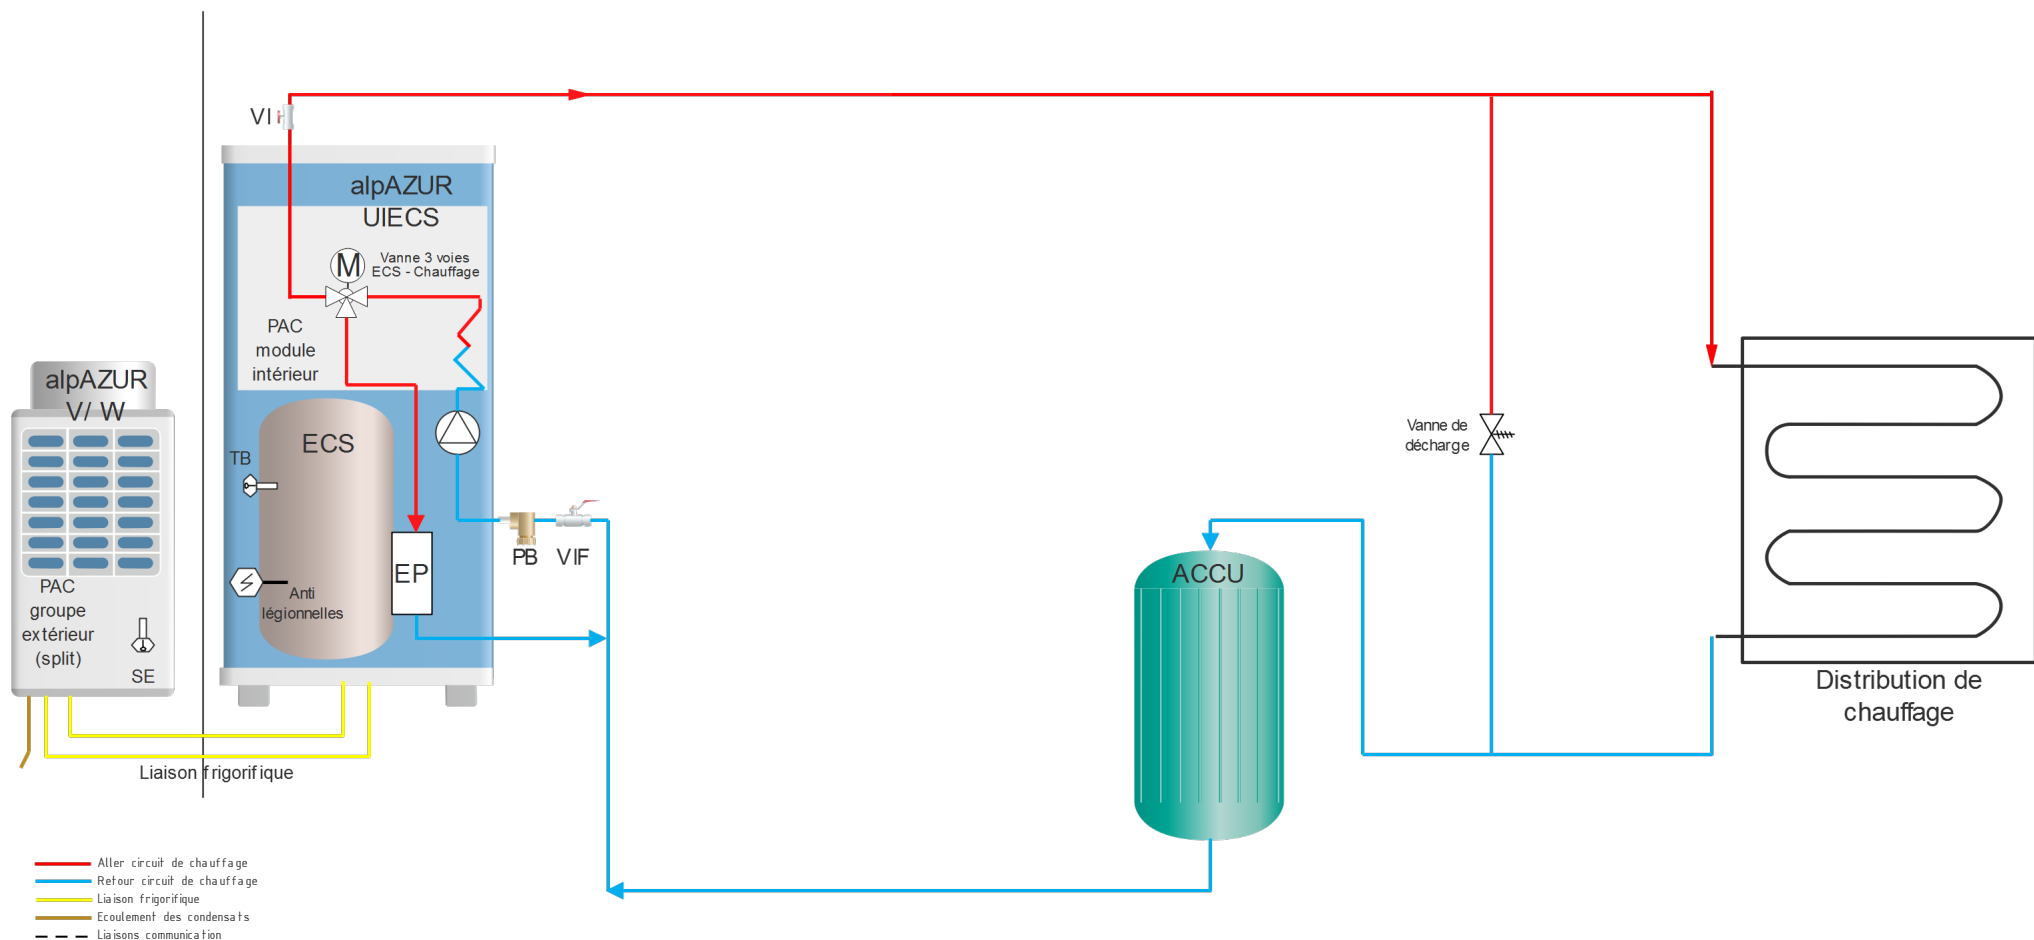 VI
alpAZUR
UIECS
M
Vanne 3 voies
ECS - Chauffage
PAC
module
intérieur
alpAZUR
V/ W
ECS
TB
Vanne de
décharge
PB
VIF
EP
ACCU
Anti
légionnelles
PAC
groupe
extérieur
(split)
SE
Distribution de
chauffage
Liaison frigorifique
Aller circuit de chauffage
Retour circuit de chauffage
Liaison frigorifique
Ecoulement des condensats
Liaisons communication